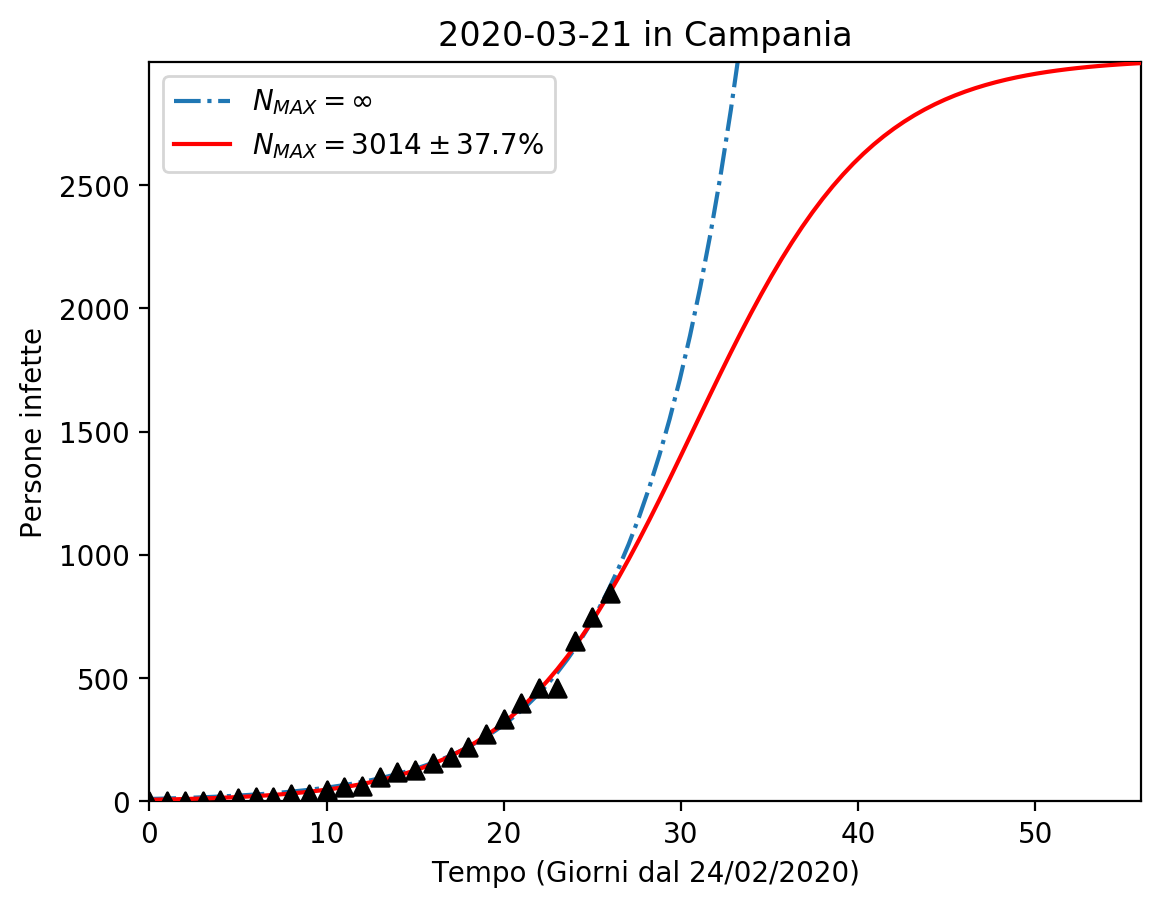 2020-03-21 in Campania
N_MAX = ∞
N_MAX = 3014 ± 37.7%
Persone infette
2500
2000
1500
1000
500
0
0 10 20 30 40 50
Tempo (Giorni dal 24/02/2020)